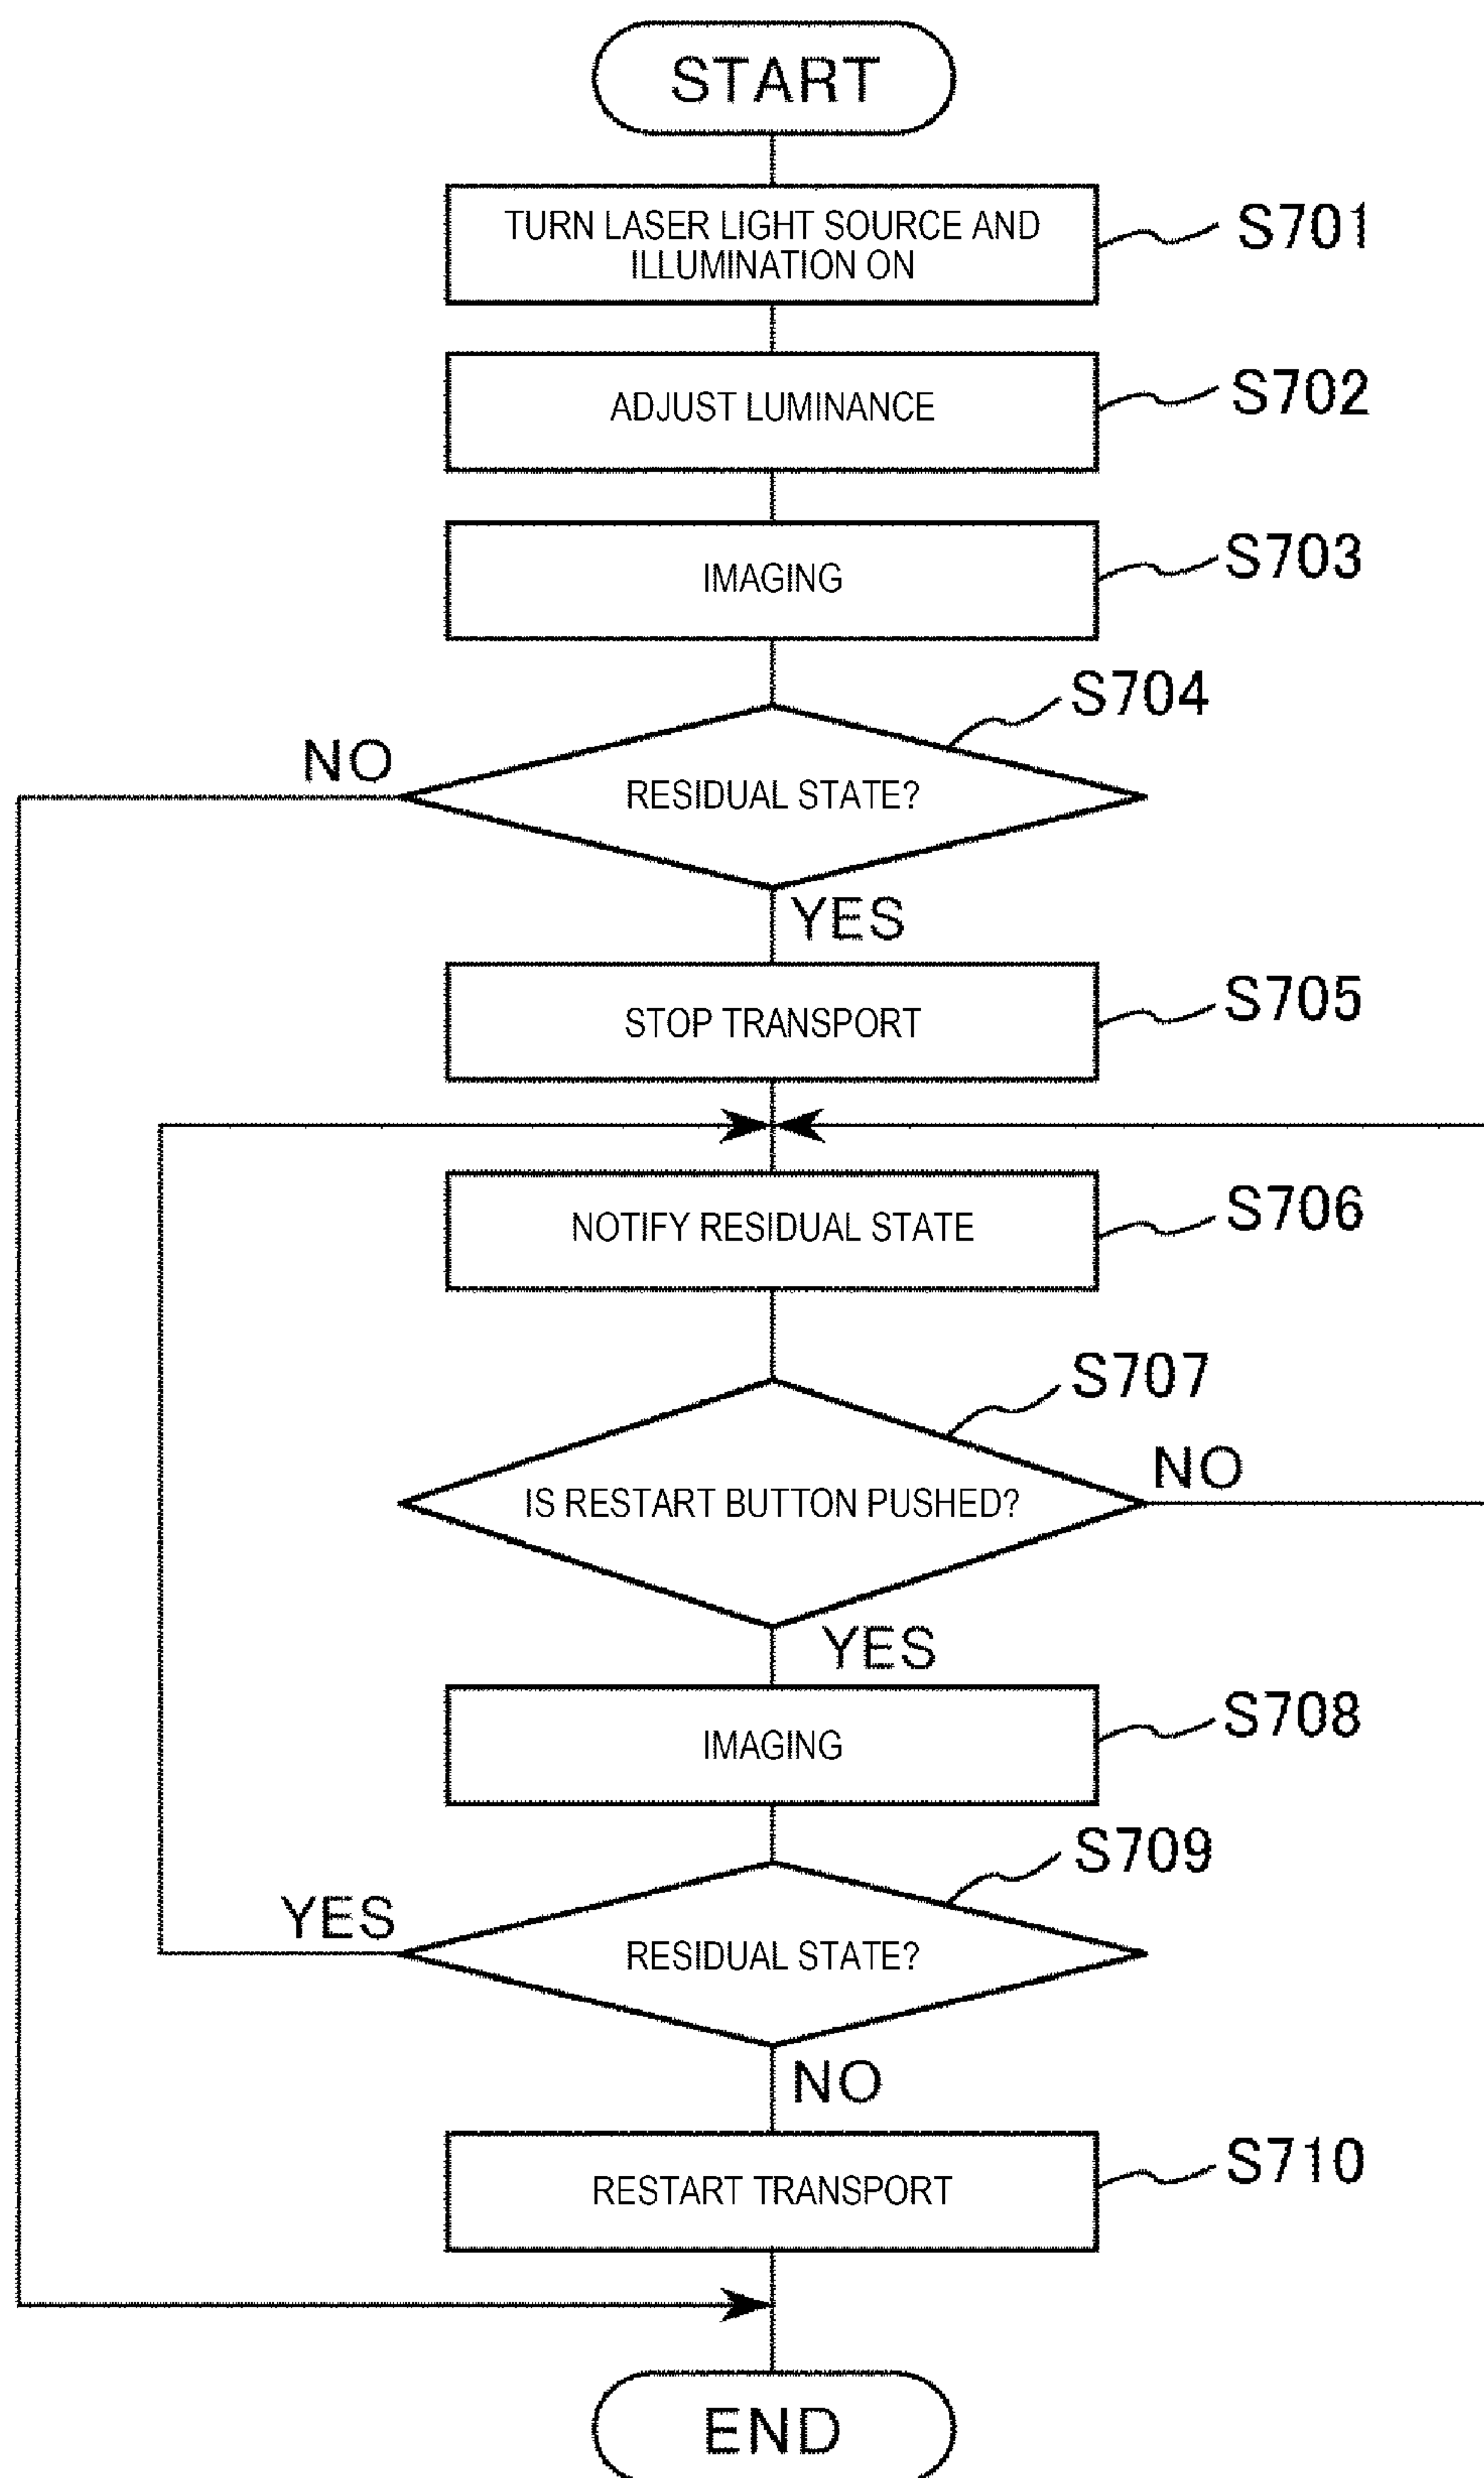 START
TURN LASER LIGHT SOURCE AND
ILLUMINATION ON
S701
ADJUST LUMINANCE
S702
IMAGING
S703
S704
NO
RESIDUAL STATE?
YES
STOP TRANSPORT
S705
NOTIFY RESIDUAL STATE
S706
S707
NO
IS RESTART BUTTON PUSHED?
YES
IMAGING
S708
S709
YES
RESIDUAL STATE?
NO
RESTART TRANSPORT
S710
END